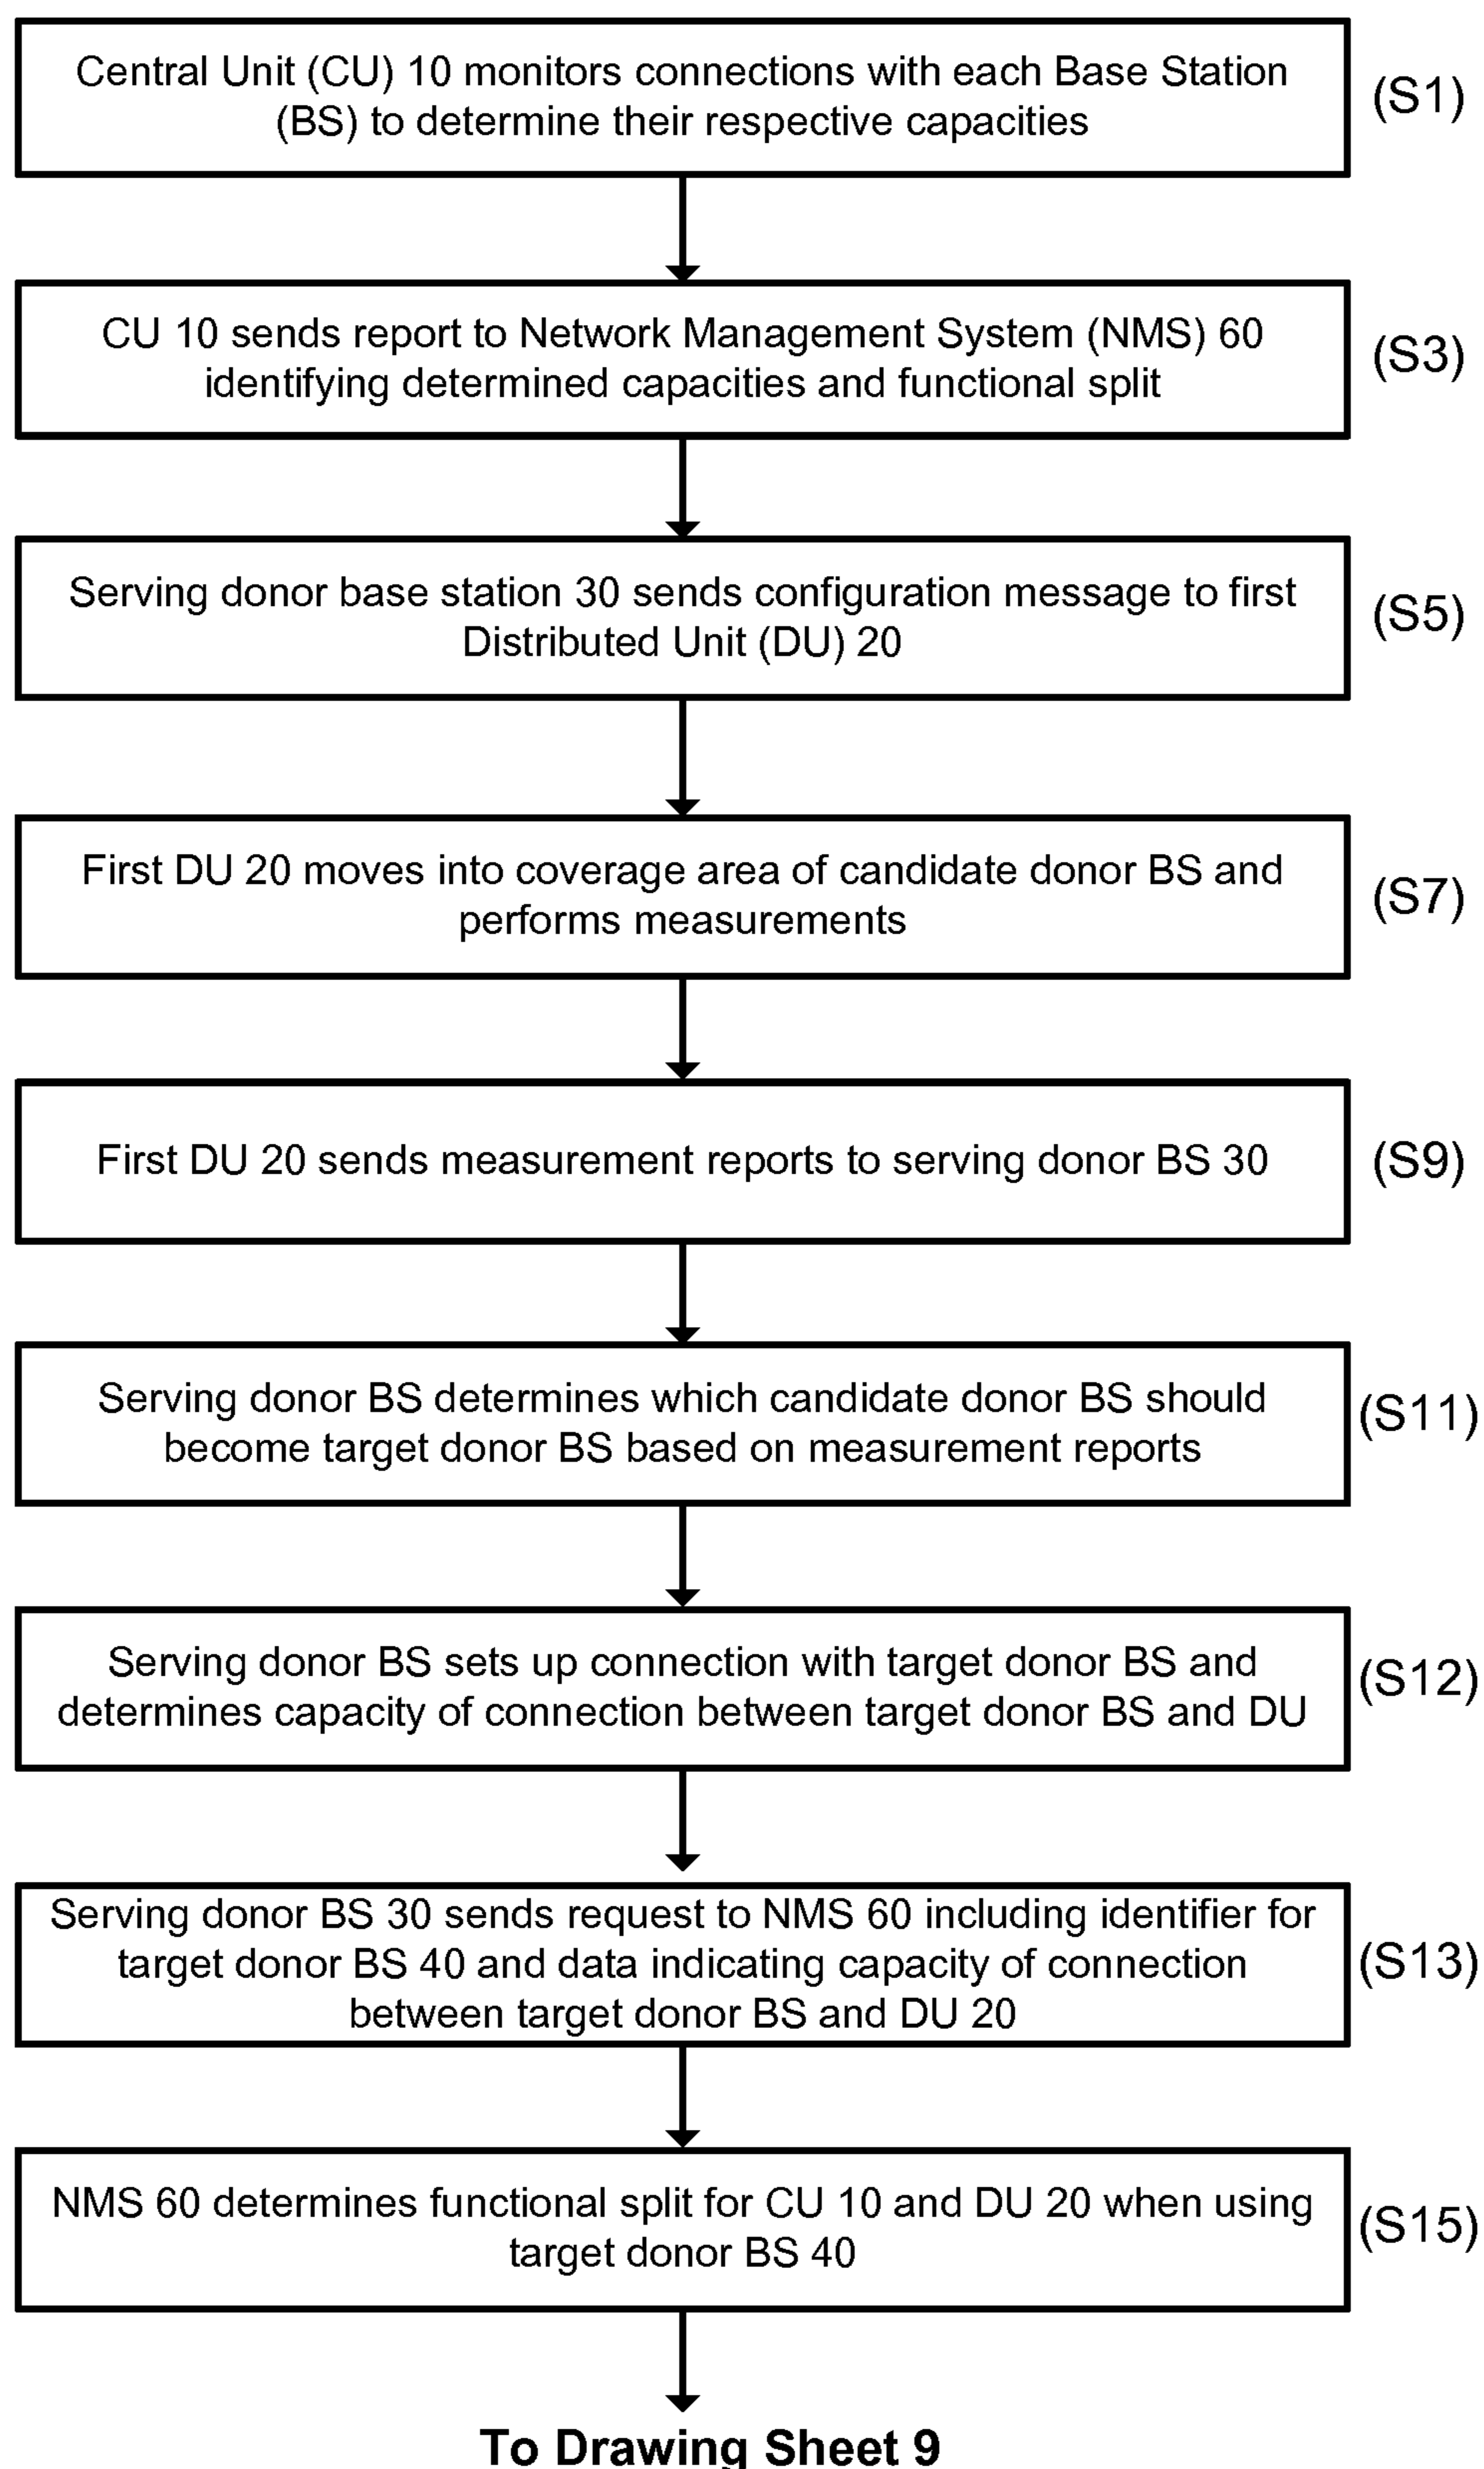 Central Unit (CU) 10 monitors connections with each Base Station
(BS) to determine their respective capacities
(S1)
CU 10 sends report to Network Management System (NMS) 60
identifying determined capacities and functional split
(S3)
Serving donor base station 30 sends configuration message to first
Distributed Unit (DU) 20
(S5)
First DU 20 moves into coverage area of candidate donor BS and
performs measurements
(S7)
First DU 20 sends measurement reports to serving donor BS 30
(S9)
Serving donor BS determines which candidate donor BS should
become target donor BS based on measurement reports
(S11)
Serving donor BS sets up connection with target donor BS and
determines capacity of connection between target donor BS and DU
(S12)
Serving donor BS 30 sends request to NMS 60 including identifier for
target donor BS 40 and data indicating capacity of connection
between target donor BS and DU 20
(S13)
NMS 60 determines functional split for CU 10 and DU 20 when using
target donor BS 40
(S15)
To Drawing Sheet 9